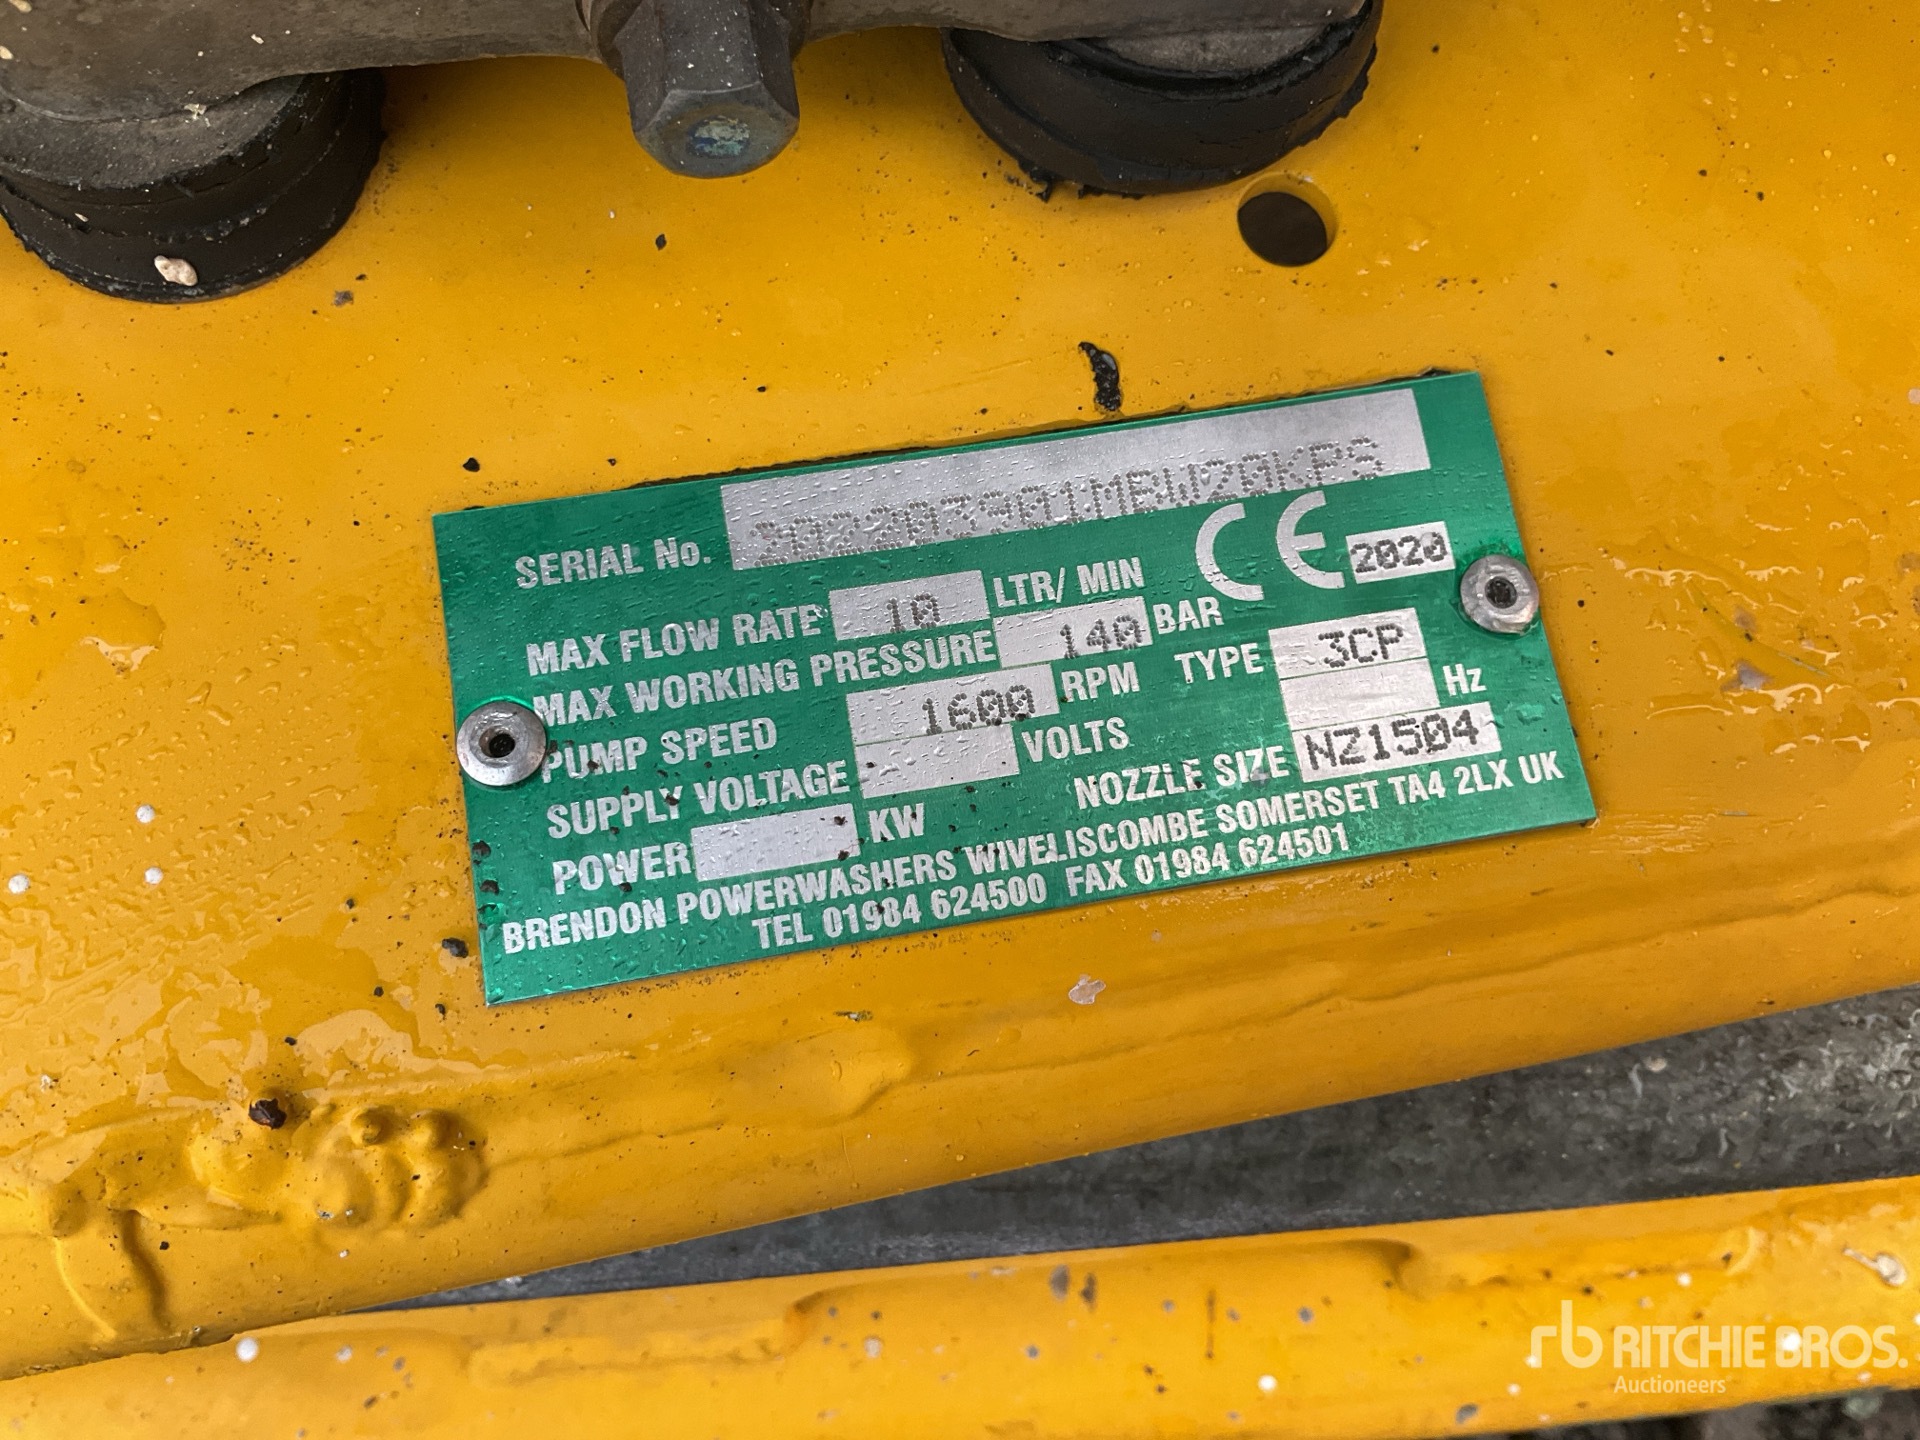 SERIAL No. 2022203901MBW20KPS
MAX FLOW RATE 10 LTR/ MIN CE 2020
MAX WORKING PRESSURE 140 BAR
PUMP SPEED 1600 RPM TYPE 3CP
SUPPLY VOLTAGE VOLTS Hz
POWER KW NOZZLE SIZE NZ1504
BRENDON POWERWASHERS WIVELISCOMBE SOMERSET TA4 2LX UK
TEL 01984 624500 FAX 01984 624501
rb RITCHIE BROS.
Auctioneers